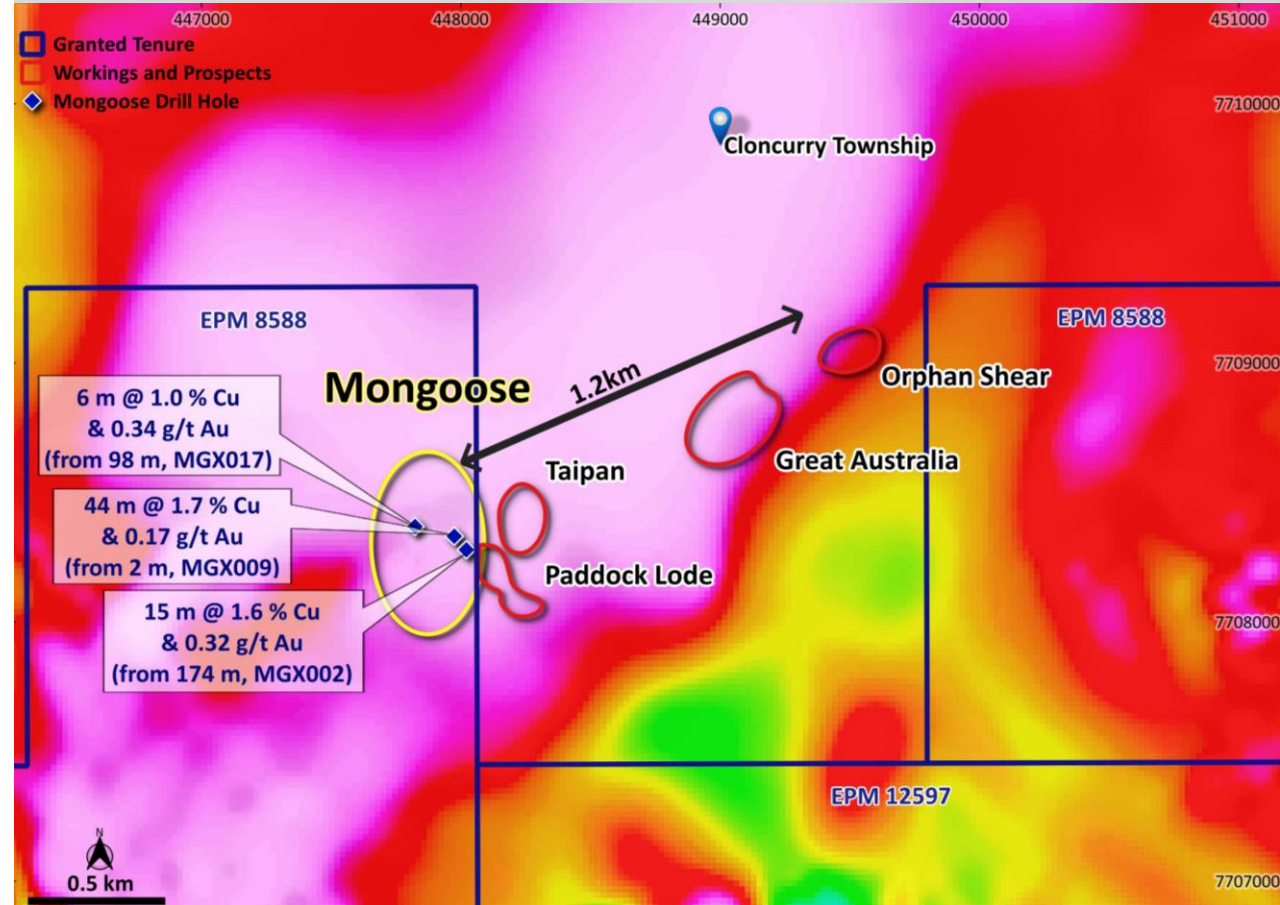 447000
448000
449000
450000
451000
Granted Tenure
Workings and Prospects
Mongoose Drill Hole
7710000
Cloncurry Township
EPM 8588
EPM 8588
1.2km
7709000
Orphan Shear
Mongoose
6 m @ 1.0 % Cu
& 0.34 g/t Au
(from 98 m, MGX017)
Great Australia
Taipan
44 m @ 1.7 % Cu
& 0.17 g/t Au
(from 2 m, MGX009)
Paddock Lode
15 m @ 1.6 % Cu
& 0.32 g/t Au
(from 174 m, MGX002)
7708000
EPM 12597
N
0.5 km
7707000